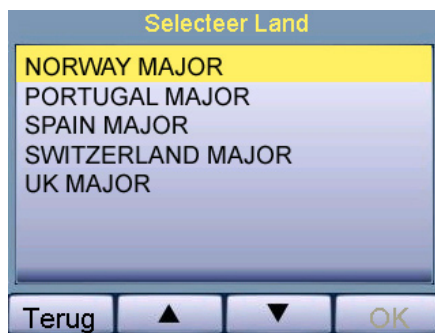 Selecteer Land
NORWAY MAJOR
PORTUGAL MAJOR
SPAIN MAJOR
SWITZERLAND MAJOR
UK MAJOR
Terug ▲ ▼ OK